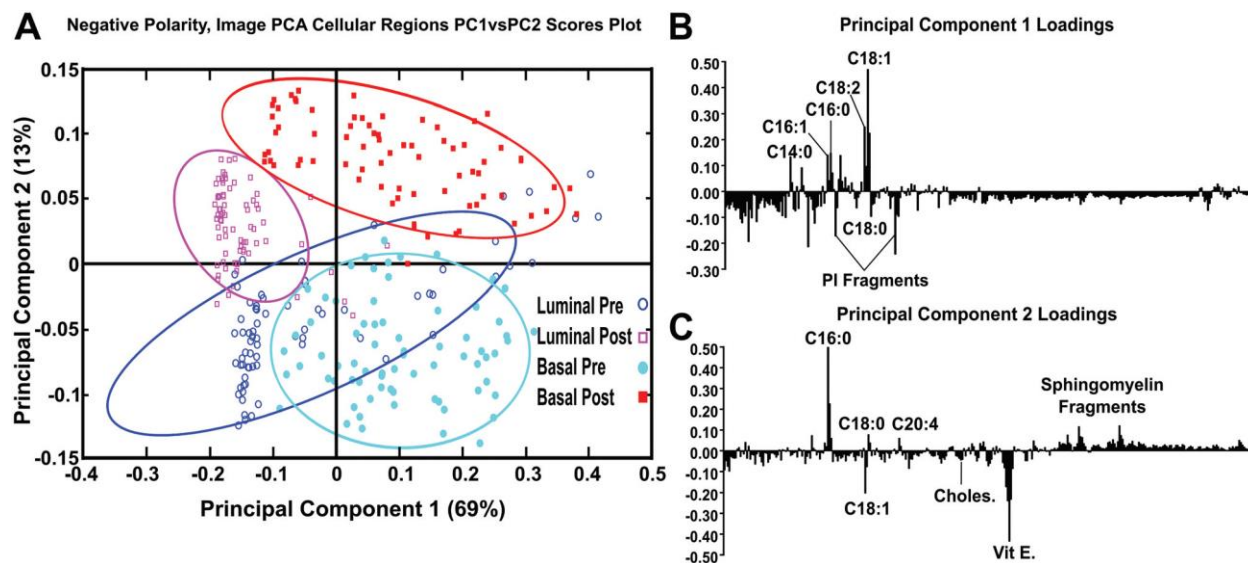 A
Negative Polarity, Image PCA Cellular Regions PC1vsPC2 Scores Plot
Principal Component 2 (13%)
0.15
0.1
0.05
0
-0.05
-0.1
-0.15
-0.4
-0.3
-0.2
-0.1
0
0.1
0.2
0.3
0.4
0.5
Principal Component 1 (69%)
Luminal Pre
Luminal Post
Basal Pre
Basal Post
B
Principal Component 1 Loadings
0.50
0.40
0.30
0.20
0.10
0.00
-0.10
-0.20
-0.30
C18:1
C18:2
C16:0
C16:1
C14:0
C18:0
PI Fragments
C
Principal Component 2 Loadings
0.50
0.40
0.30
0.20
0.10
0.00
-0.10
-0.20
-0.30
-0.40
-0.50
C16:0
C18:0
C20:4
Sphingomyelin
Fragments
C18:1
Choles.
Vit E.